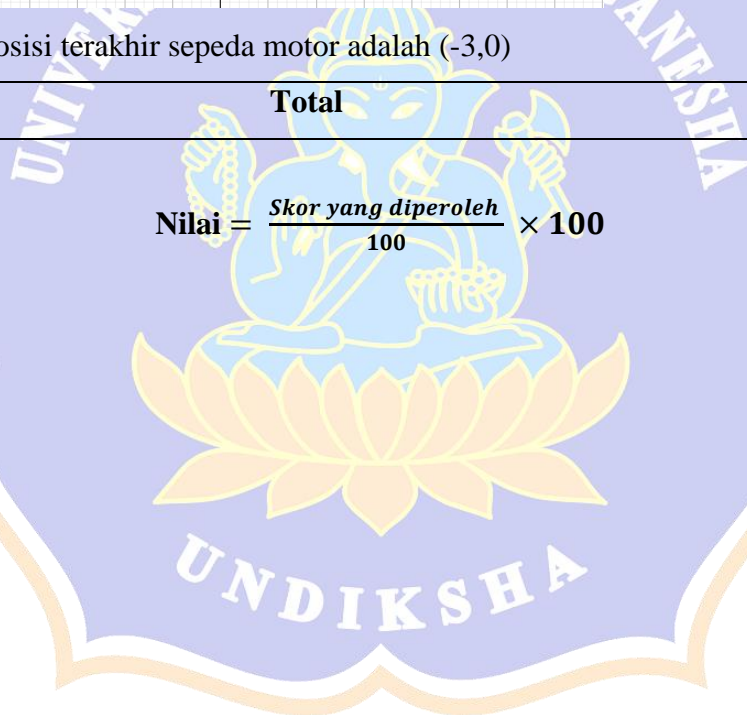 osisi terakhir sepeda motor adalah (-3,0)
Total
Nilai = Skor yang diperoleh / 100 × 100
UNDIKSHA